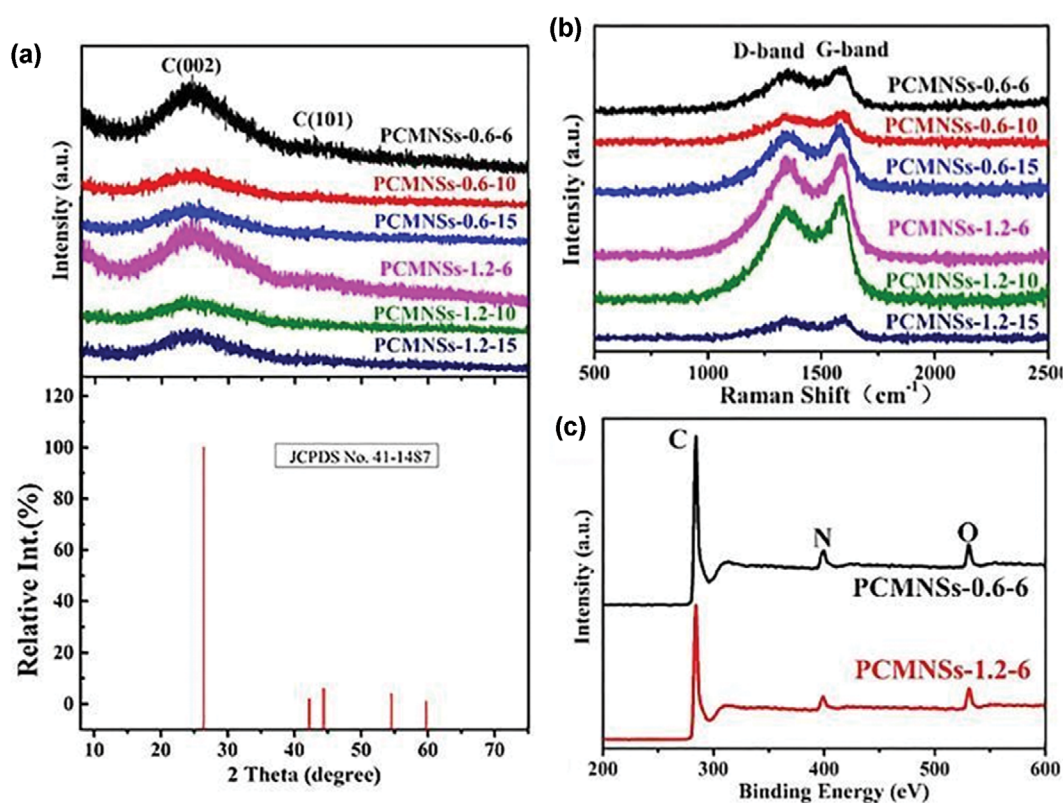 (a)
C(002)
C(101)
PCMNSs-0.6-6
PCMNSs-0.6-10
PCMNSs-0.6-15
PCMNSs-1.2-6
PCMNSs-1.2-10
PCMNSs-1.2-15
Intensity (a.u.)
120
100
80
60
40
20
0
JCPDS No. 41-1487
Relative Int.(%)
10 20 30 40 50 60 70
2 Theta (degree)
(b)
D-band G-band
PCMNSs-0.6-6
PCMNSs-0.6-10
PCMNSs-0.6-15
PCMNSs-1.2-6
PCMNSs-1.2-10
PCMNSs-1.2-15
Intensity (a.u.)
500 1000 1500 2000 2500
Raman Shift（cm⁻¹）
(c)
C
N
O
PCMNSs-0.6-6
PCMNSs-1.2-6
Intensity (a.u.)
200 300 400 500 600
Binding Energy (eV)